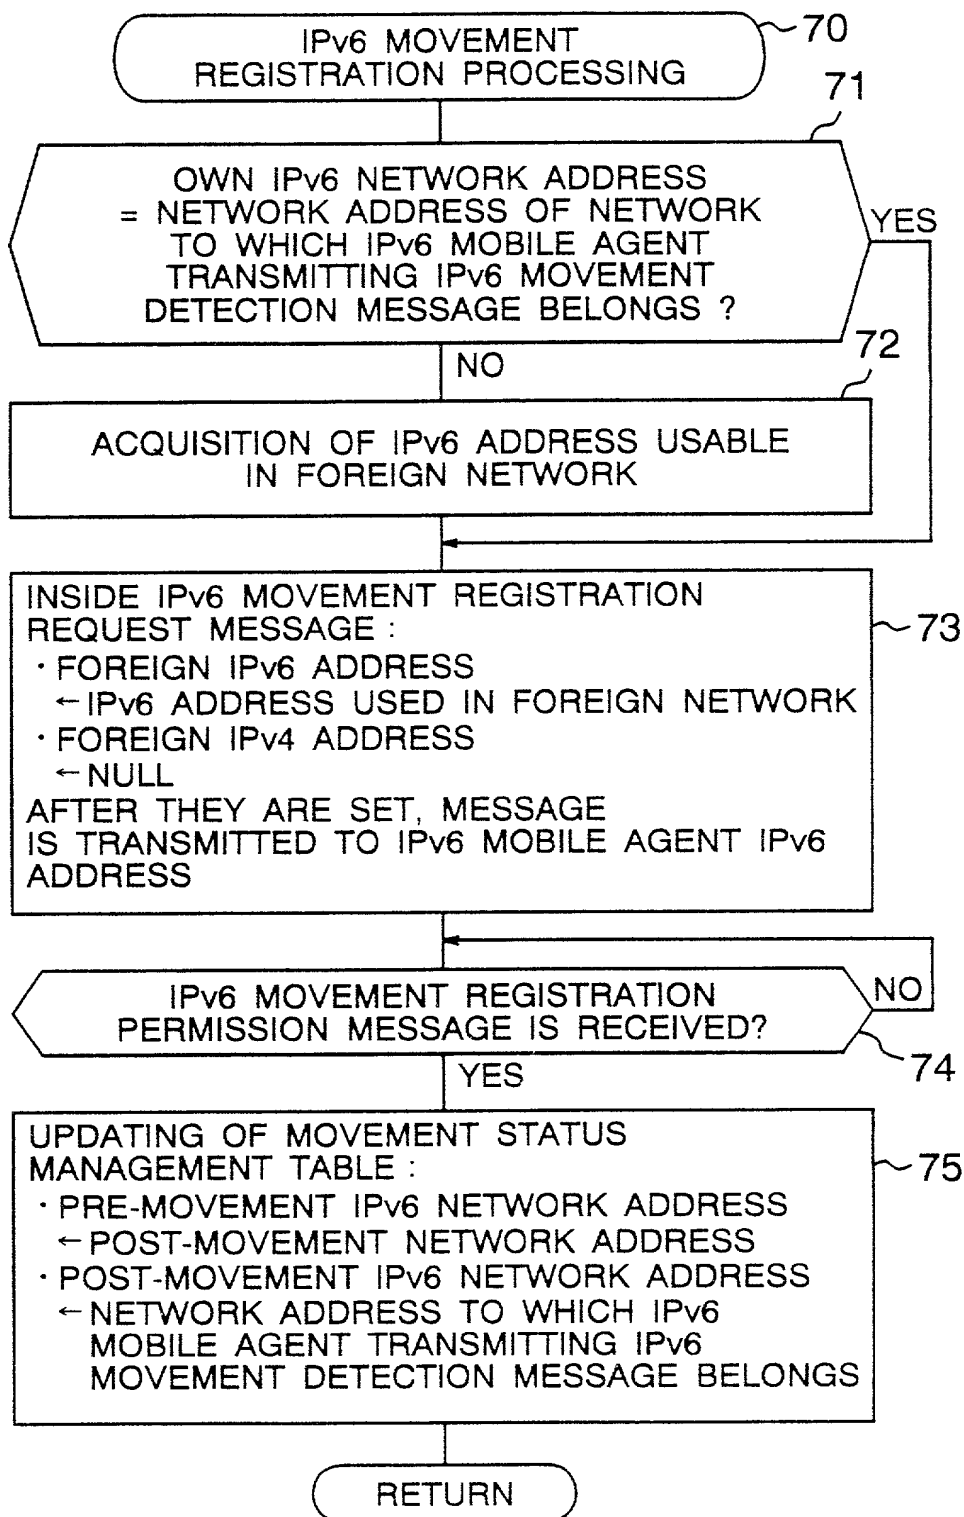 IPv6 MOVEMENT
REGISTRATION PROCESSING
70
71
OWN IPv6 NETWORK ADDRESS
= NETWORK ADDRESS OF NETWORK
TO WHICH IPv6 MOBILE AGENT
TRANSMITTING IPv6 MOVEMENT
DETECTION MESSAGE BELONGS ?
YES
NO
72
ACQUISITION OF IPv6 ADDRESS USABLE
IN FOREIGN NETWORK
INSIDE IPv6 MOVEMENT REGISTRATION
REQUEST MESSAGE :
· FOREIGN IPv6 ADDRESS
← IPv6 ADDRESS USED IN FOREIGN NETWORK
· FOREIGN IPv4 ADDRESS
← NULL
AFTER THEY ARE SET, MESSAGE
IS TRANSMITTED TO IPv6 MOBILE AGENT IPv6
ADDRESS
73
IPv6 MOVEMENT REGISTRATION
PERMISSION MESSAGE IS RECEIVED?
NO
74
YES
UPDATING OF MOVEMENT STATUS
MANAGEMENT TABLE :
· PRE-MOVEMENT IPv6 NETWORK ADDRESS
← POST-MOVEMENT NETWORK ADDRESS
· POST-MOVEMENT IPv6 NETWORK ADDRESS
← NETWORK ADDRESS TO WHICH IPv6
MOBILE AGENT TRANSMITTING IPv6
MOVEMENT DETECTION MESSAGE BELONGS
75
RETURN